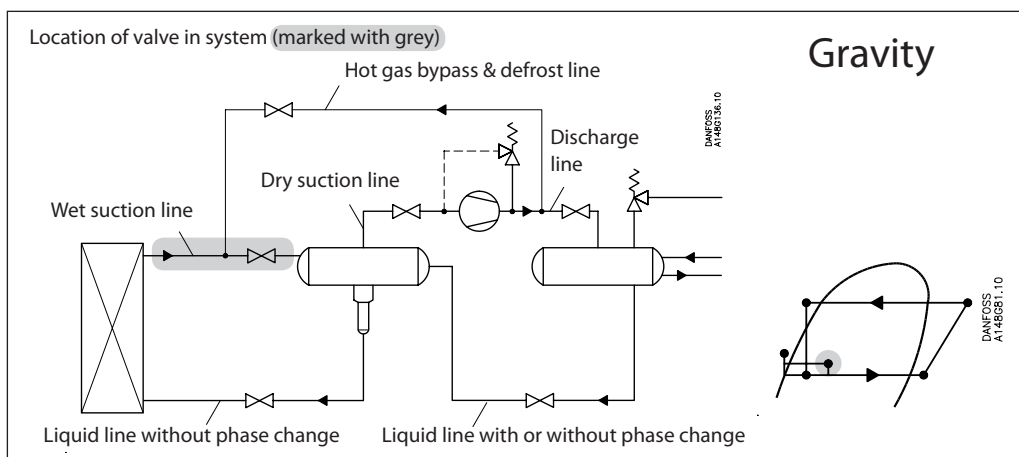 Location of valve in system (marked with grey)
Gravity
Hot gas bypass & defrost line
DANFOSS
A148G136.10
Discharge
line
Dry suction line
Wet suction line
DANFOSS
A148G81.10
Liquid line without phase change
Liquid line with or without phase change